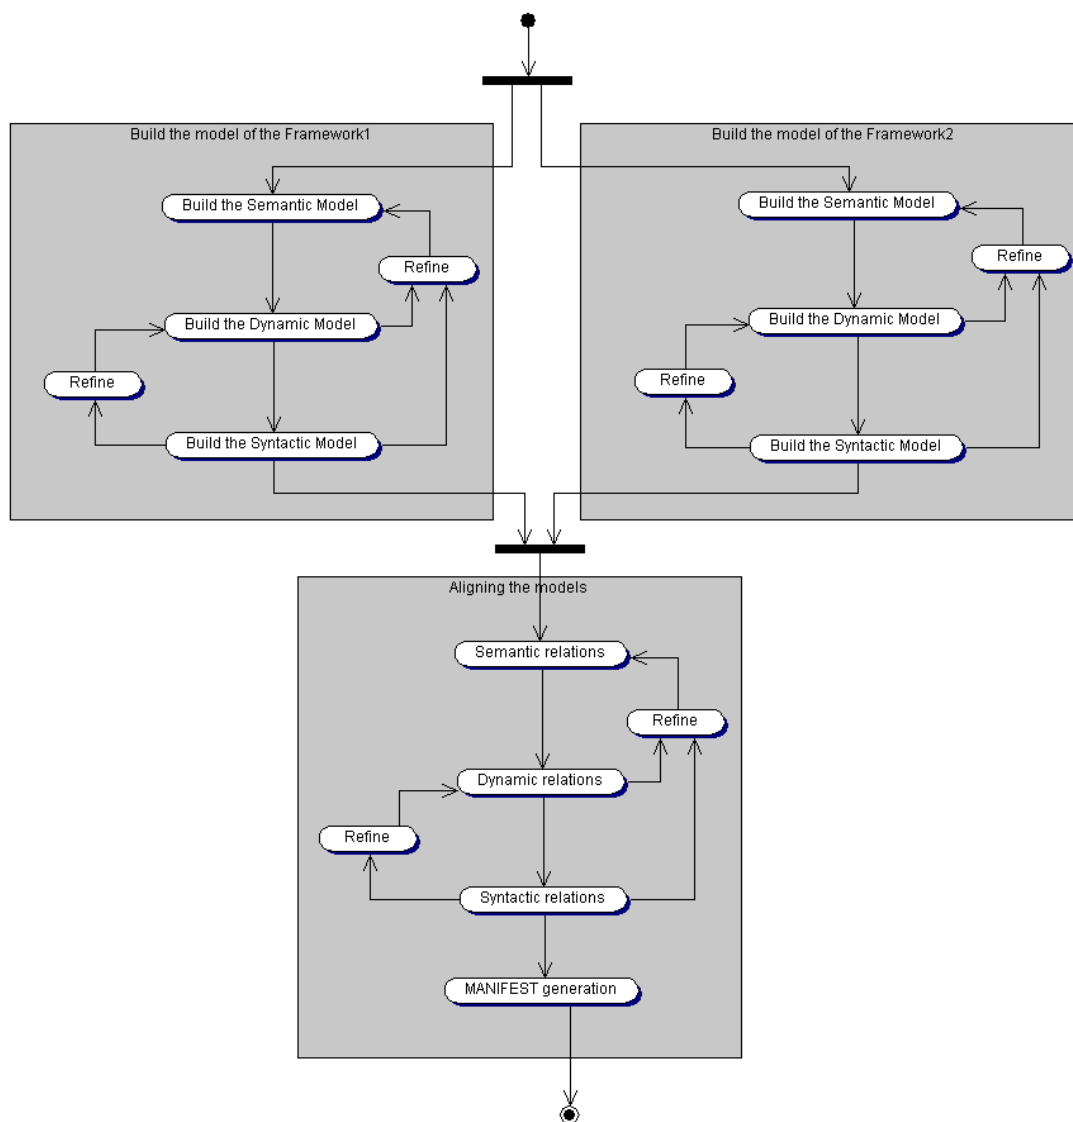 Build the model of the Framework1
Build the Semantic Model
Refine
Build the Dynamic Model
Refine
Build the Syntactic Model
Build the model of the Framework2
Build the Semantic Model
Refine
Build the Dynamic Model
Refine
Build the Syntactic Model
Aligning the models
Semantic relations
Refine
Dynamic relations
Refine
Syntactic relations
MANIFEST generation